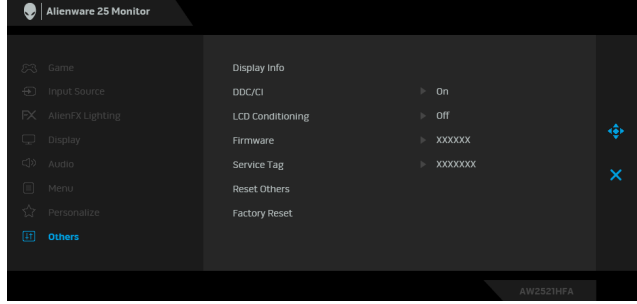 Alienware 25 Monitor
Game
Display Info
Input Source
DDC/CI On
AlienFX Lighting
LCD Conditioning Off
Display
Firmware XXXXXX
Audio
Service Tag XXXXXXX
Menu
Reset Others
Personalize
Factory Reset
Others
AW2521HFA